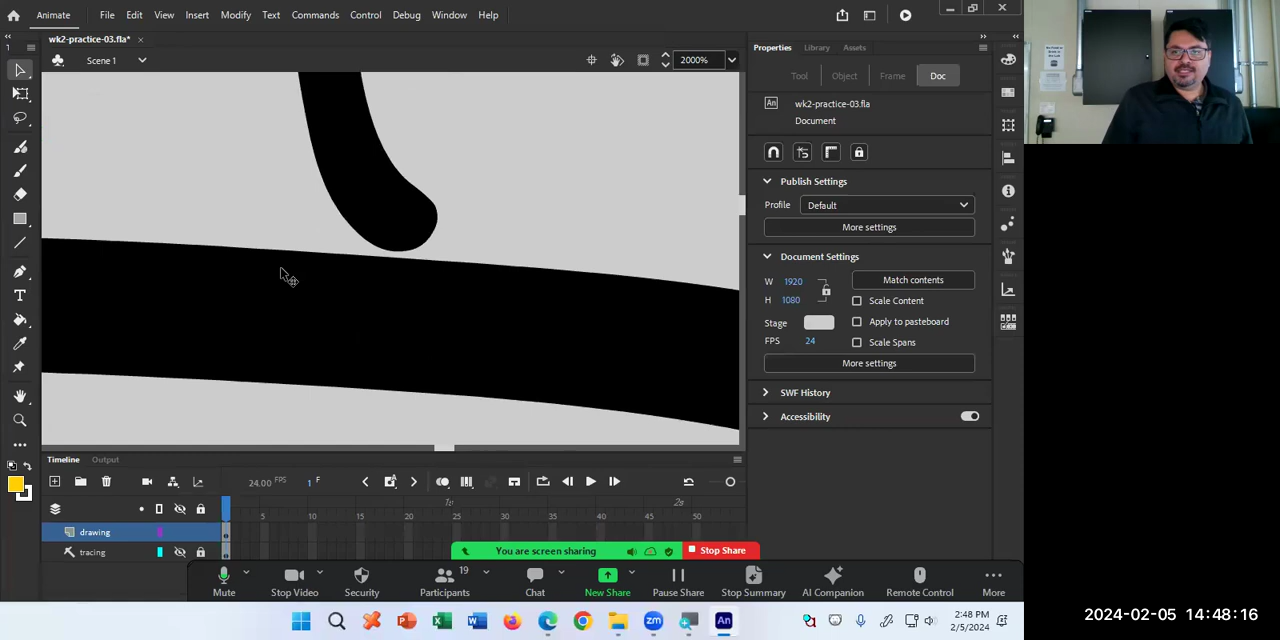 Animate
File Edit View Insert Modify Text Commands Control Debug Window Help
wk2-practice-03.fla*
1
Scene 1
2000%
Properties Library Assets
Tool Object Frame Doc
An wk2-practice-03.fla
Document
Publish Settings
Profile Default
More settings
Document Settings
W 1920 Match contents
H 1080 Scale Content
Stage Apply to pasteboard
FPS 24 Scale Spans
More settings
SWF History
Accessibility
Timeline Output
24.00 FPS 1 F
1s 2s
5 10 15 20 25 30 35 40 45 50
drawing
tracing
You are screen sharing Stop Share
19
Mute Stop Video Security Participants Chat New Share Pause Share Stop Summary AI Companion Remote Control More
zm An
2:48 PM
2/5/2024
2024-02-05 14:48:16